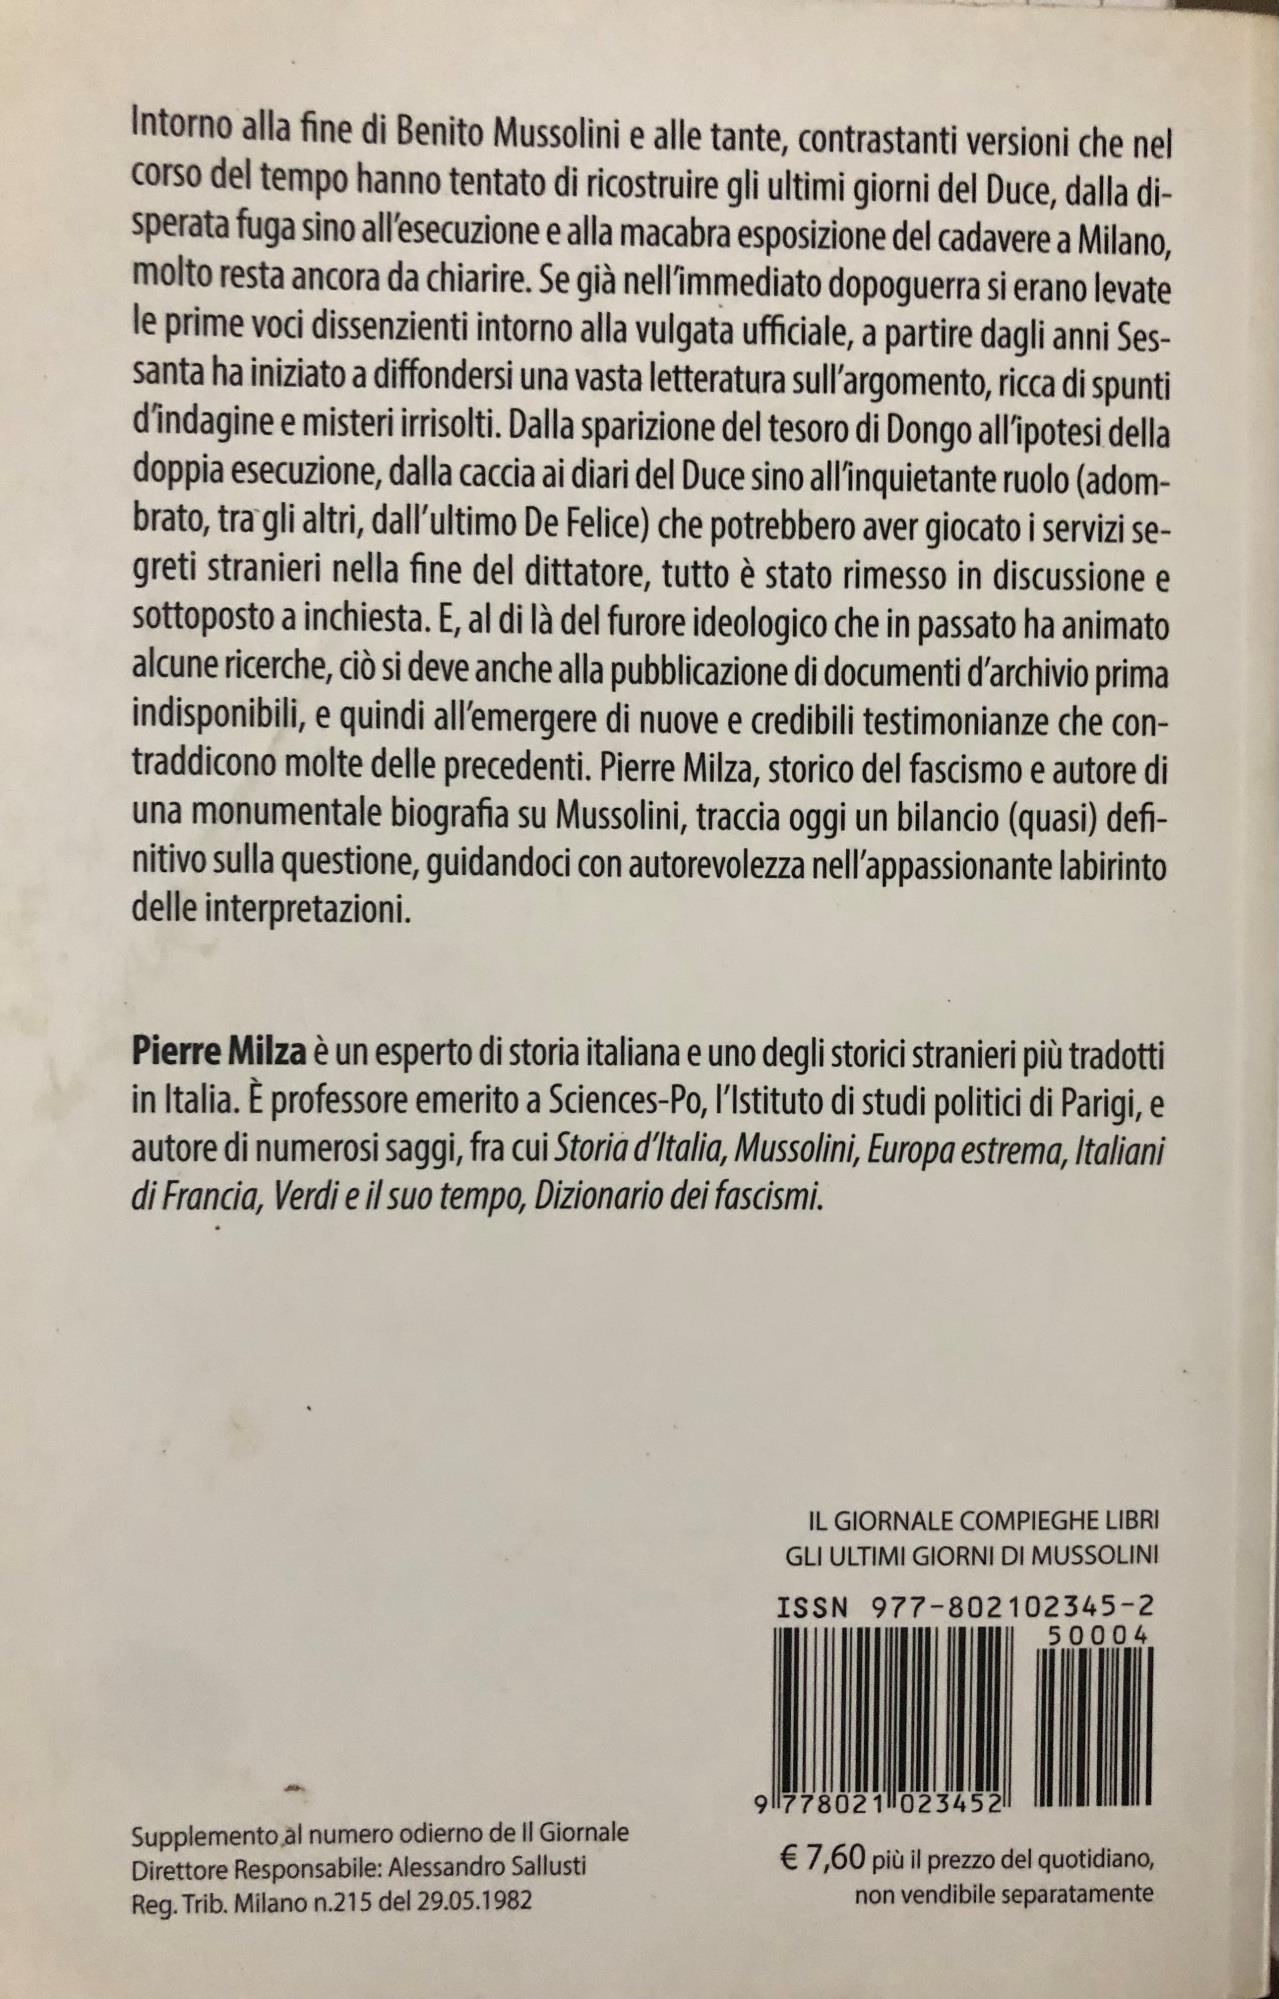 Intorno alla fine di Benito Mussolini e alle tante, contrastanti versioni che nel
corso del tempo hanno tentato di ricostruire gli ultimi giorni del Duce, dalla di-
sperata fuga sino all'esecuzione e alla macabra esposizione del cadavere a Milano,
molto resta ancora da chiarire. Se già nell'immediato dopoguerra si erano levate
le prime voci dissenzienti intorno alla vulgata ufficiale, a partire dagli anni Ses-
santa ha iniziato a diffondersi una vasta letteratura sull'argomento, ricca di spunti
d'indagine e misteri irrisolti. Dalla sparizione del tesoro di Dongo all'ipotesi della
doppia esecuzione, dalla caccia ai diari del Duce sino all'inquietante ruolo (adom-
brato, tra gli altri, dall'ultimo De Felice) che potrebbero aver giocato i servizi se-
greti stranieri nella fine del dittatore, tutto è stato rimesso in discussione e
sottoposto a inchiesta. E, al di là del furore ideologico che in passato ha animato
alcune ricerche, ciò si deve anche alla pubblicazione di documenti d'archivio prima
indisponibili, e quindi all'emergere di nuove e credibili testimonianze che con-
traddicono molte delle precedenti. Pierre Milza, storico del fascismo e autore di
una monumentale biografia su Mussolini, traccia oggi un bilancio (quasi) defi-
nitivo sulla questione, guidandoci con autorevolezza nell'appassionante labirinto
delle interpretazioni.
Pierre Milza è un esperto di storia italiana e uno degli storici stranieri più tradotti
in Italia. È professore emerito a Sciences-Po, l'Istituto di studi politici di Parigi, e
autore di numerosi saggi, fra cui Storia d'Italia, Mussolini, Europa estrema, Italiani
di Francia, Verdi e il suo tempo, Dizionario dei fascismi.
IL GIORNALE COMPIEGHE LIBRI
GLI ULTIMI GIORNI DI MUSSOLINI
ISSN 977-802102345-2
50004
9 778021 023452
€ 7,60 più il prezzo del quotidiano,
non vendibile separatamente
Supplemento al numero odierno de Il Giornale
Direttore Responsabile: Alessandro Sallusti
Reg. Trib. Milano n.215 del 29.05.1982